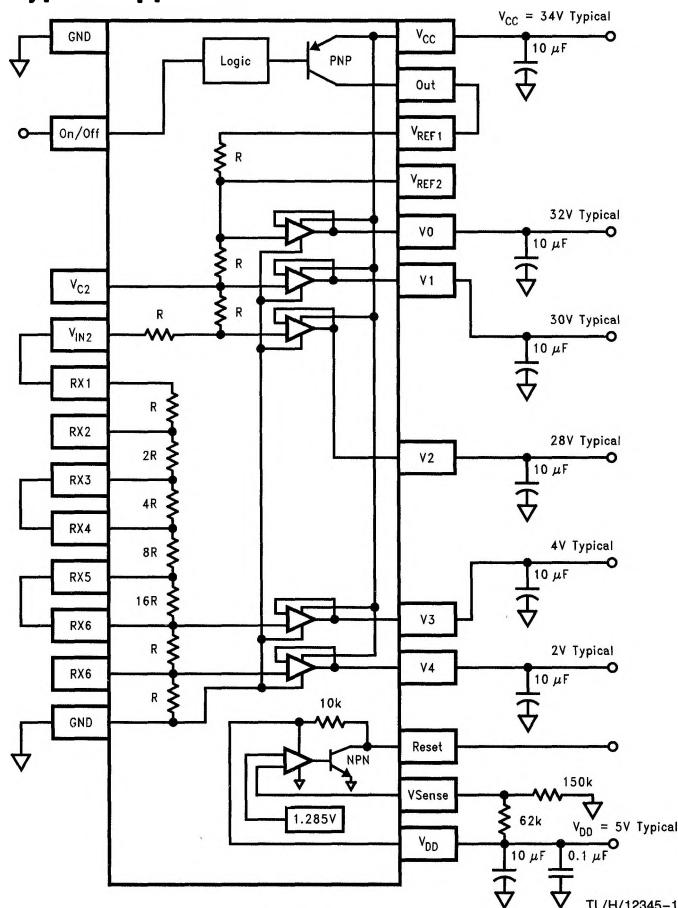 GND
On/Off
VC2
VIN2
RX1
RX2
RX3
RX4
RX5
RX6
RX6
GND
Logic
PNP
R
R
R
R
R
2R
4R
8R
16R
R
R
10k
NPN
1.285V
VCC
Out
VREF1
VREF2
V0
V1
V2
V3
V4
Reset
VSense
VDD
VCC = 34V Typical
10 μF
32V Typical
10 μF
30V Typical
10 μF
28V Typical
10 μF
4V Typical
10 μF
2V Typical
10 μF
150k
62k
VDD = 5V Typical
10 μF
0.1 μF
TL/H/12345-1